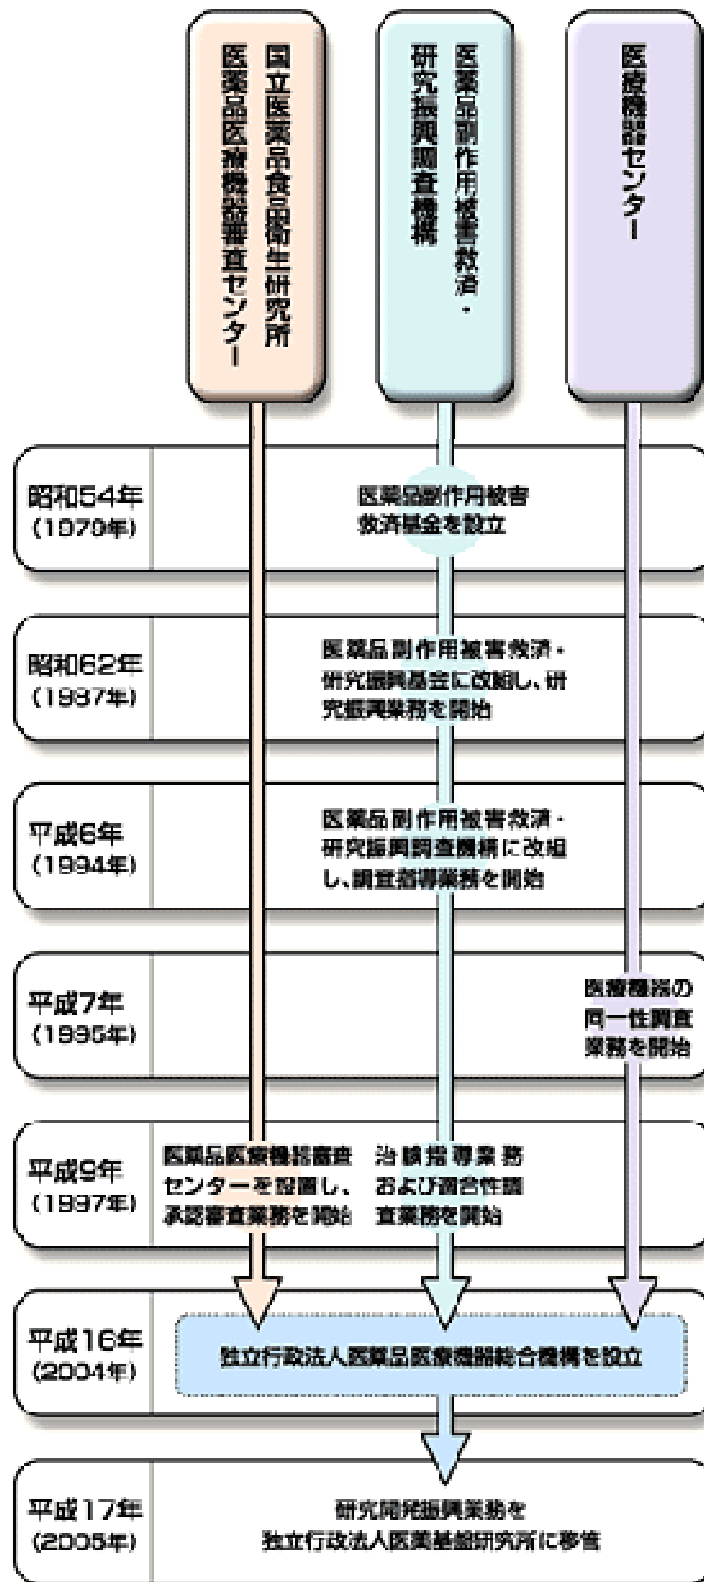 国立医薬品食品衛生研究所
医薬品医療機器審査センター
医薬品副作用被害救済・
研究振興調査機構
医療機器センター
昭和54年
(1979年)
医薬品副作用被害
救済基金を設立
昭和62年
(1987年)
医薬品副作用被害救済・
研究振興基金に改組し、研
究振興業務を開始
平成6年
(1994年)
医薬品副作用被害救済・
研究振興調査機構に改組
し、調査指導業務を開始
平成7年
(1995年)
医療機器の
同一性調査
業務を開始
平成9年
(1997年)
医薬品医療機器審査
センターを設置し、
承認審査業務を開始
治験指導業務
および適合性調
査業務を開始
平成16年
(2004年)
独立行政法人医薬品医療機器総合機構を設立
平成17年
(2005年)
研究開発振興業務を
独立行政法人医薬基盤研究所に移管